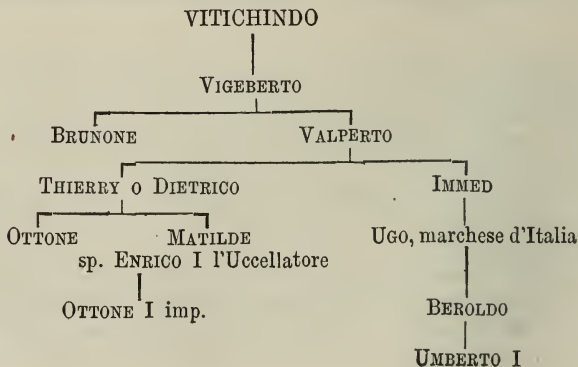 VITICHINDO
VIGEBERTO
BRUNONE VALPERTO
THIERRY O DIETRICO IMMED
OTTONE MATILDE UGO, marchese d'Italia
sp. ENRICO I l'Uccellatore
OTTONE I imp. BEROLDO
UMBERTO I